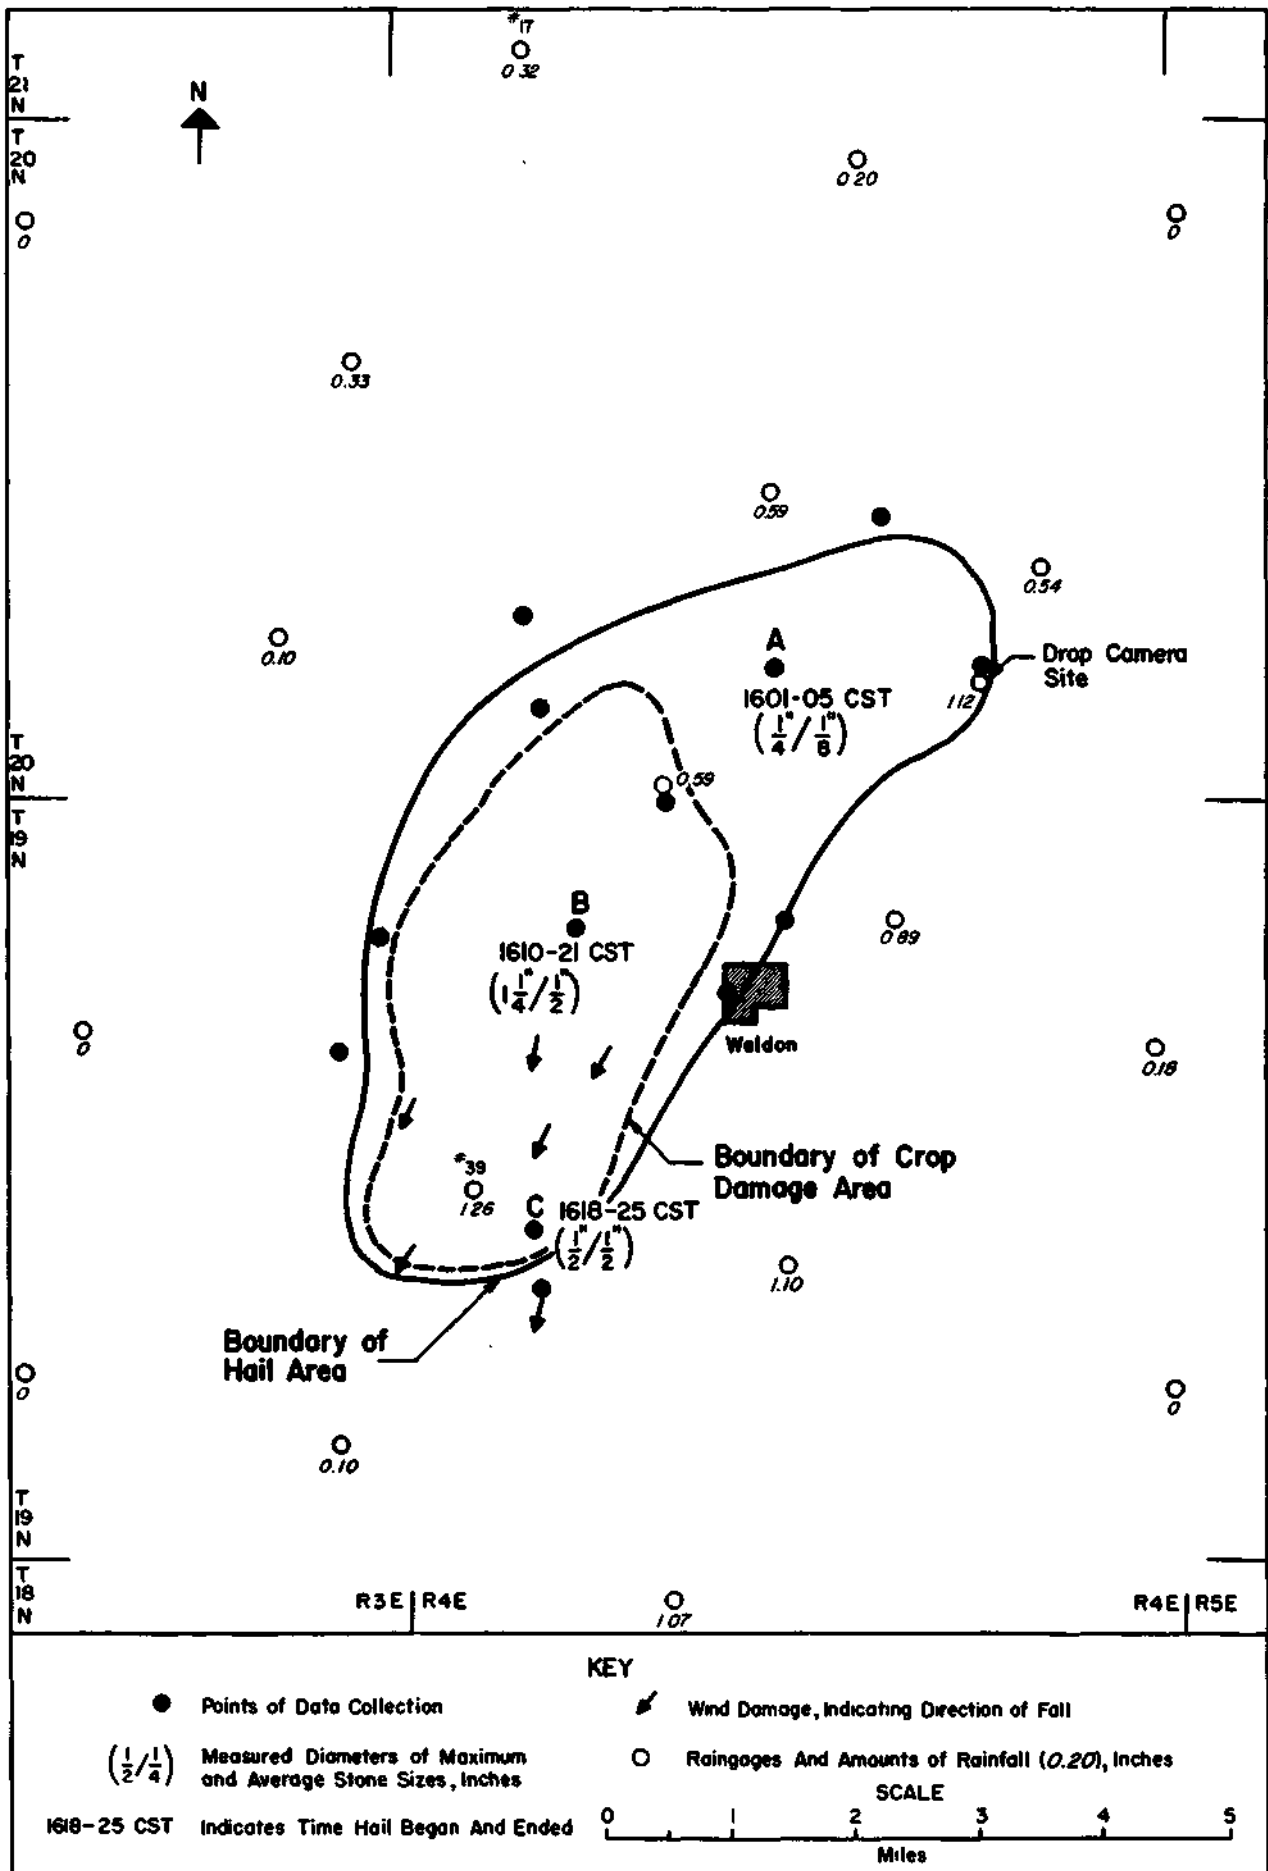 #17
0 32
T
21
N
N
T
20
N
0 20
0
0
0.33
0.59
0.54
0.10
A
Drop Camera
Site
1601-05 CST
1 12
(1/4"/1/8")
T
20
N
0.59
T
19
N
B
0.89
1610-21 CST
(1 1/4"/1/2")
0
Weldon
0.18
#39
1.26
Boundary of Crop
Damage Area
C
1618-25 CST
(1/2"/1/2")
1.10
Boundary of
Hail Area
0
0
0.10
T
19
N
T
18
N
R3E R4E
R4E R5E
1 07
KEY
Points of Data Collection
Wind Damage, Indicating Direction of Fall
(1/2/1/4) Measured Diameters of Maximum
and Average Stone Sizes, Inches
Raingages And Amounts of Rainfall (0.20), Inches
1618-25 CST Indicates Time Hail Began And Ended
SCALE
0 1 2 3 4 5
Miles